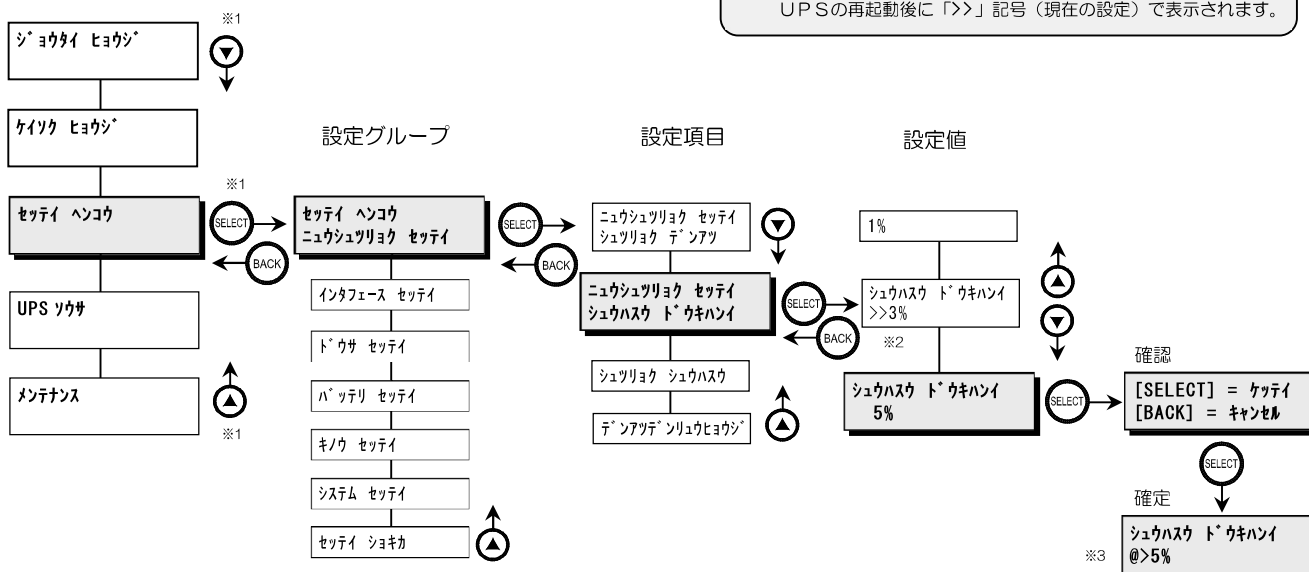 UPSの再起動後に「>>」記号（現在の設定）で表示されます。
※1
ｼﾞｮｳﾀｲ ﾋｮｳｼﾞ
ｹｲｿｸ ﾋｮｳｼﾞ
ｾｯﾃｲ ﾍﾝｺｳ
※1
SELECT
BACK
UPS ｿｳｻ
ﾒﾝﾃﾅﾝｽ
※1
設定グループ
ｾｯﾃｲ ﾍﾝｺｳ
ﾆｭｳｼｭﾂﾘｮｸ ｾｯﾃｲ
SELECT
BACK
ｲﾝﾀﾌｪｰｽ ｾｯﾃｲ
ﾄﾞｳｻ ｾｯﾃｲ
ﾊﾞｯﾃﾘ ｾｯﾃｲ
ｷﾉｳ ｾｯﾃｲ
ｼｽﾃﾑ ｾｯﾃｲ
ｾｯﾃｲ ｼｮｷｶ
設定項目
ﾆｭｳｼｭﾂﾘｮｸ ｾｯﾃｲ
ｼｭﾂﾘｮｸ ﾃﾞﾝｱﾂ
ﾆｭｳｼｭﾂﾘｮｸ ｾｯﾃｲ
ｼｭｳﾊｽｳ ﾄﾞｳｷﾊﾝｲ
SELECT
BACK
ｼｭﾂﾘｮｸ ｼｭｳﾊｽｳ
ﾃﾞﾝｱﾂﾃﾞﾝﾘｭｳﾋｮｳｼﾞ
設定値
1%
ｼｭｳﾊｽｳ ﾄﾞｳｷﾊﾝｲ
>>3%
※2
ｼｭｳﾊｽｳ ﾄﾞｳｷﾊﾝｲ
5%
SELECT
確認
[SELECT] = ｹｯﾃｲ
[BACK] = ｷｬﾝｾﾙ
SELECT
確定
ｼｭｳﾊｽｳ ﾄﾞｳｷﾊﾝｲ
@>5%
※3